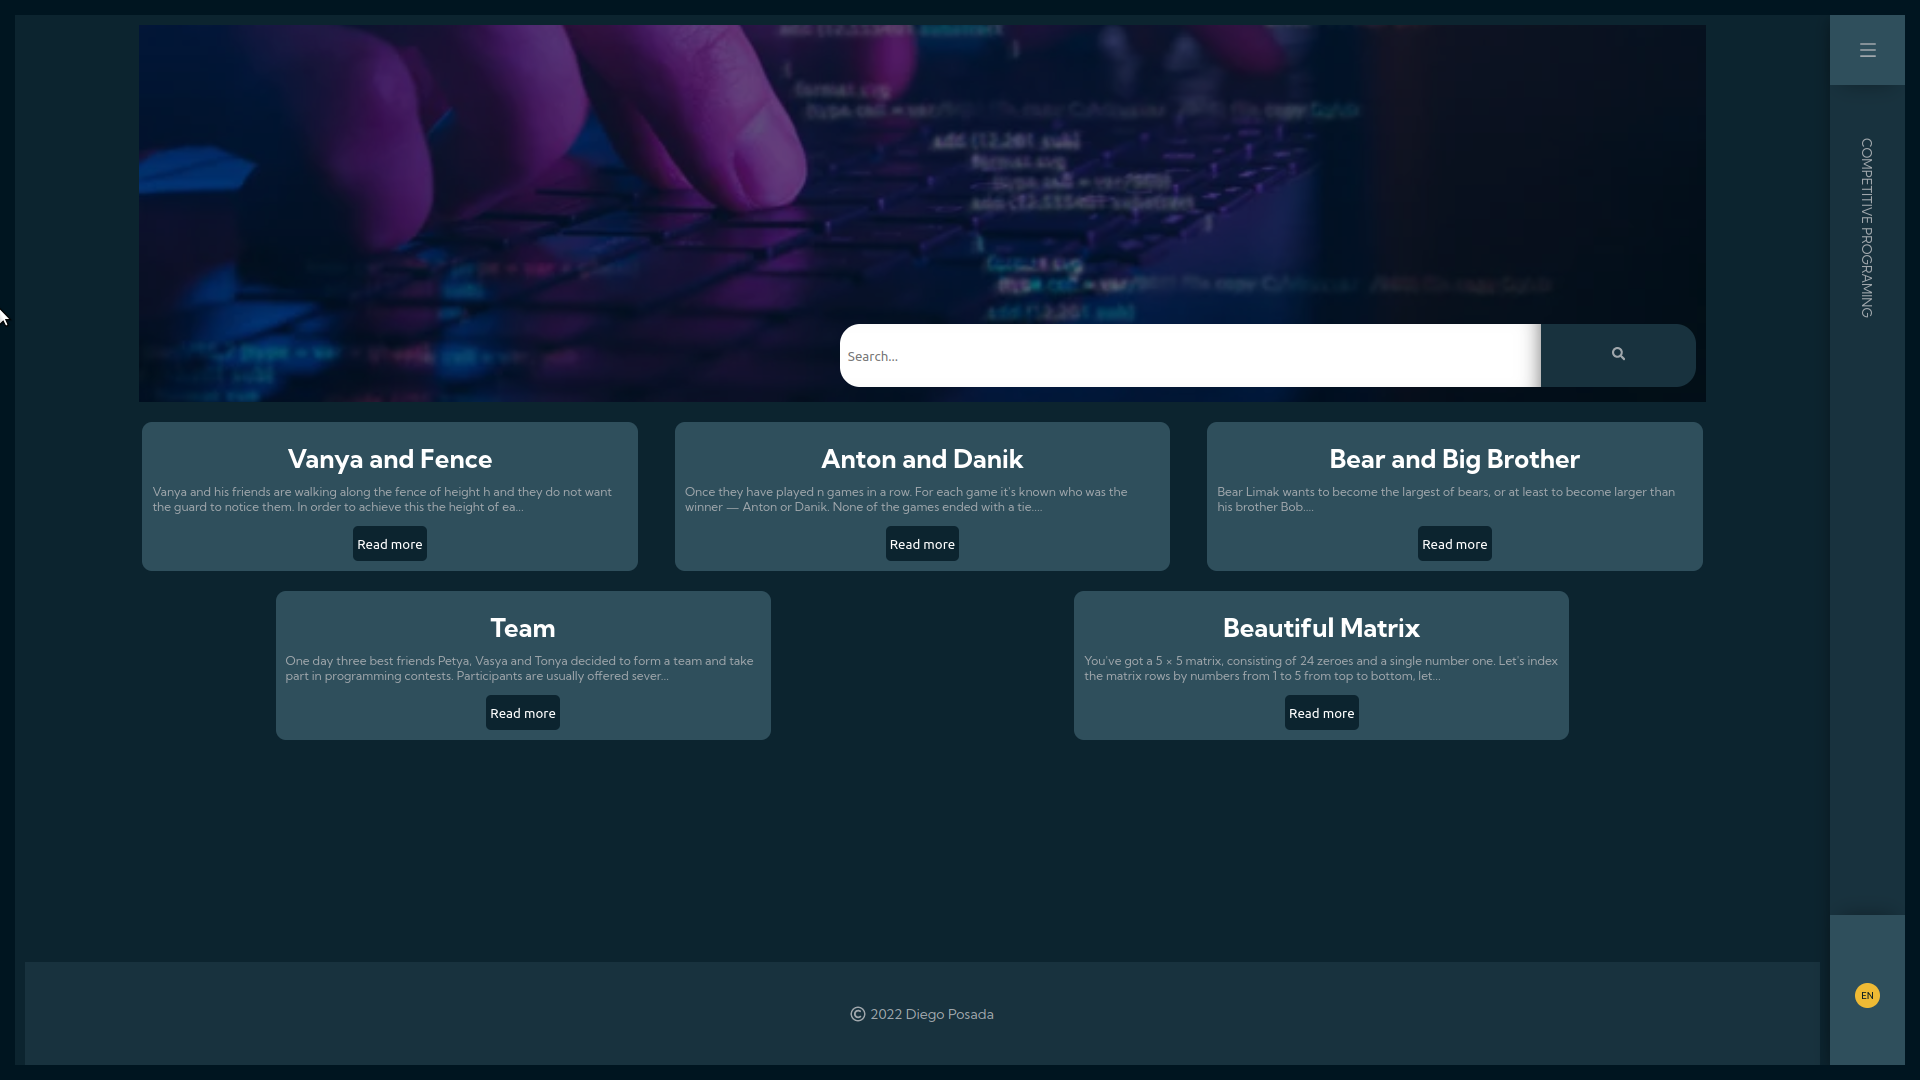 Search...
COMPETITIVE PROGRAMING
Vanya and Fence
Vanya and his friends are walking along the fence of height h and they do not want
the guard to notice them. In order to achieve this the height of ea...
Read more
Anton and Danik
Once they have played n games in a row. For each game it's known who was the
winner — Anton or Danik. None of the games ended with a tie....
Read more
Bear and Big Brother
Bear Limak wants to become the largest of bears, or at least to become larger than
his brother Bob....
Read more
Team
One day three best friends Petya, Vasya and Tonya decided to form a team and take
part in programming contests. Participants are usually offered sever...
Read more
Beautiful Matrix
You've got a 5 × 5 matrix, consisting of 24 zeroes and a single number one. Let's index
the matrix rows by numbers from 1 to 5 from top to bottom, let...
Read more
© 2022 Diego Posada
EN